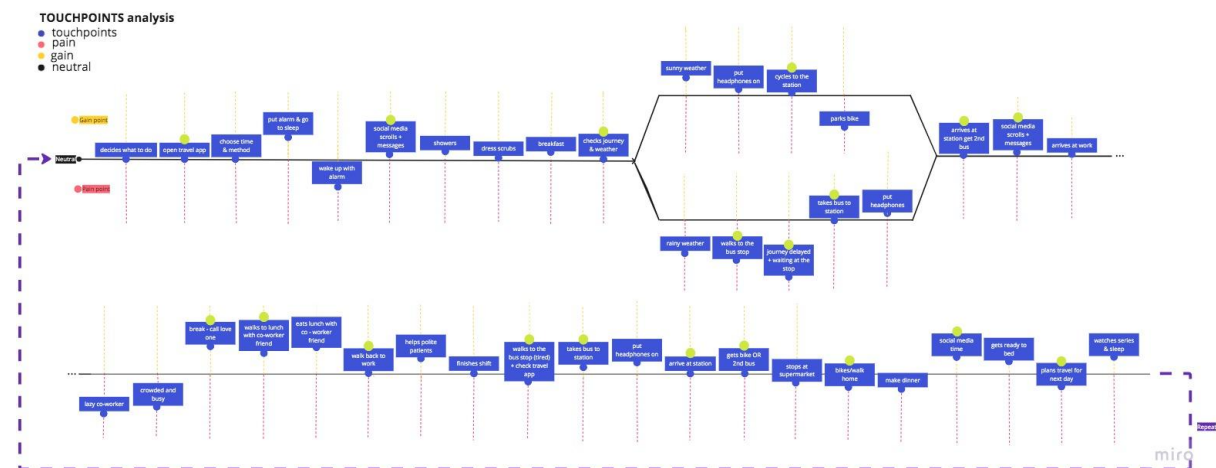 TOUCHPOINTS analysis
touchpoints
pain
gain
neutral
Gain point
Neutral
Pain point
decides what to do
open travel app
choose time
& method
put alarm & go
to sleep
wake up with
alarm
social media
scrolls +
messages
showers
dress scrubs
breakfast
checks journey
& weather
sunny weather
put
headphones on
cycles to the
station
parks bike
rainy weather
walks to the
bus stop
journey delayed
+ waiting at the
stop
takes bus to
station
put
headphones
arrives at
station get 2nd
bus
social media
scrolls +
messages
arrives at work
...
...
lazy co-worker
crowded and
busy
break - call love
one
walks to lunch
with co-worker
friend
eats lunch with
co - worker
friend
walk back to
work
helps polite
patients
finishes shift
walks to the
bus stop (tired)
+ check travel
app
takes bus to
station
put
headphones on
arrive at station
gets bike OR
2nd bus
stops at
supermarket
bikes/walk
home
make dinner
social media
time
gets ready to
bed
plans travel for
next day
watches series
& sleep
Repeat
miro